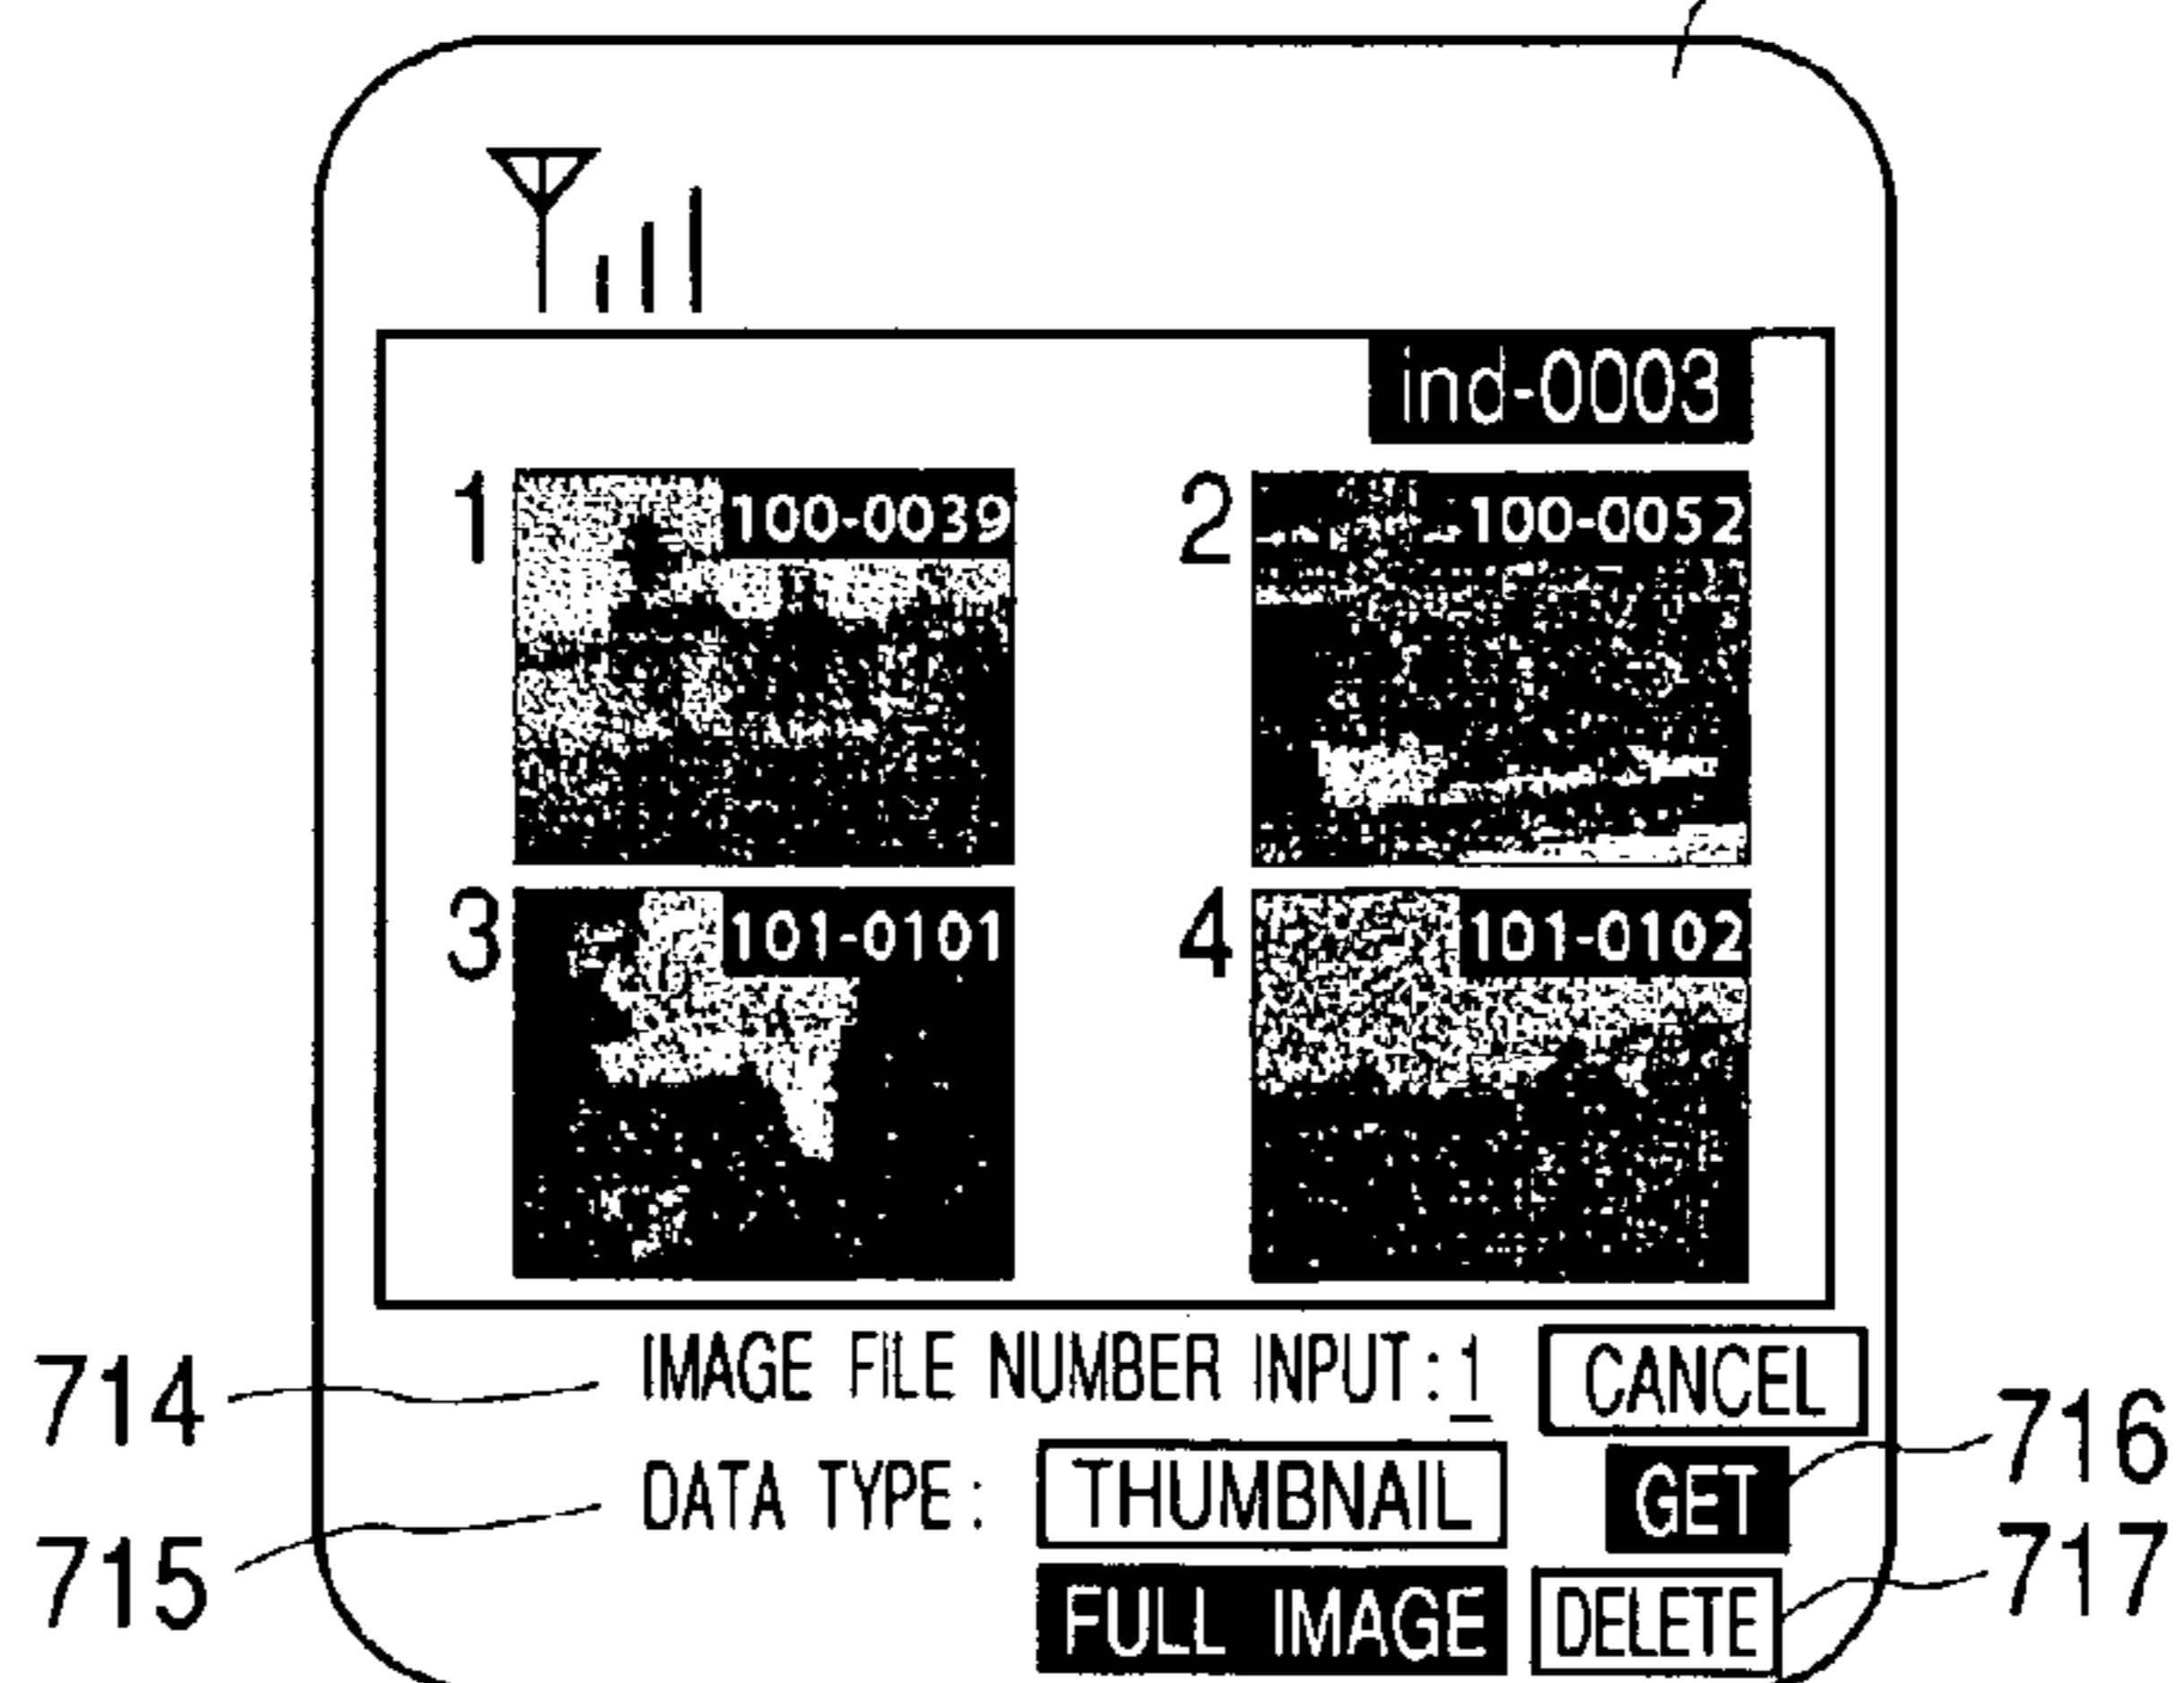 ind-0003
1 100-0039 2 100-0052
3 101-0101 4 101-0102
714 IMAGE FILE NUMBER INPUT : 1 CANCEL
715 DATA TYPE : THUMBNAIL GET 716
FULL IMAGE DELETE 717